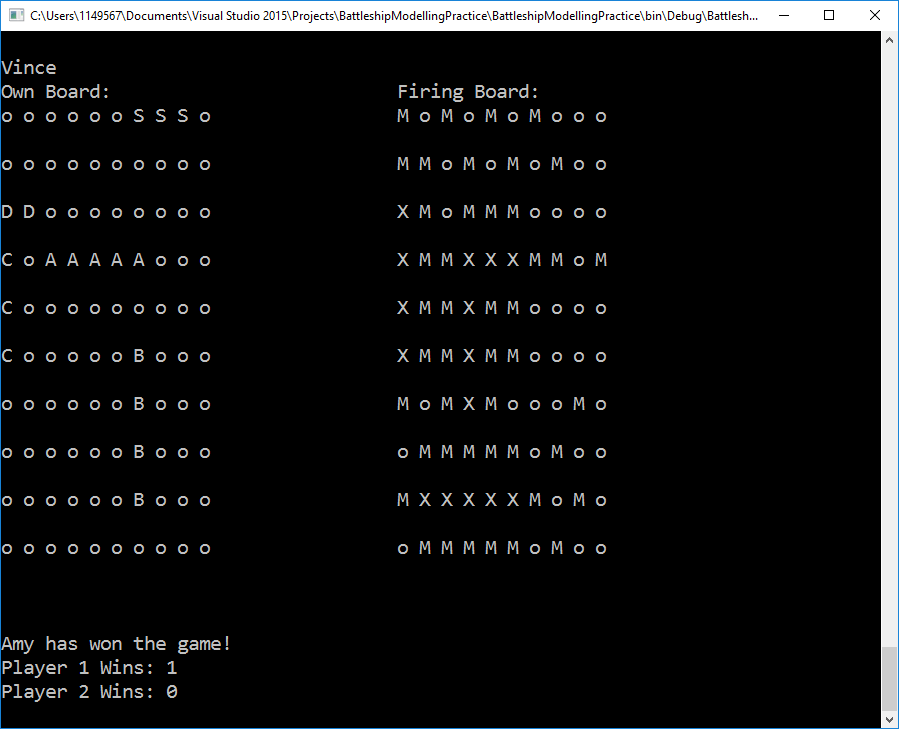 C:\Users\1149567\Documents\Visual Studio 2015\Projects\BattleshipModellingPractice\BattleshipModellingPractice\bin\Debug\Battlesh...
Vince
Own Board: Firing Board:
o o o o o o S S S o M o M o M o M o o o
o o o o o o o o o o M M o M o M o M o o
D D o o o o o o o o X M o M M M o o o o
C o A A A A A o o o X M M X X X M M o M
C o o o o o o o o o X M M X M M o o o o
C o o o o o B o o o X M M X M M o o o o
o o o o o o B o o o M o M X M o o o M o
o o o o o o B o o o o M M M M M o M o o
o o o o o o B o o o M X X X X X M o M o
o o o o o o o o o o o M M M M M o M o o
Amy has won the game!
Player 1 Wins: 1
Player 2 Wins: 0